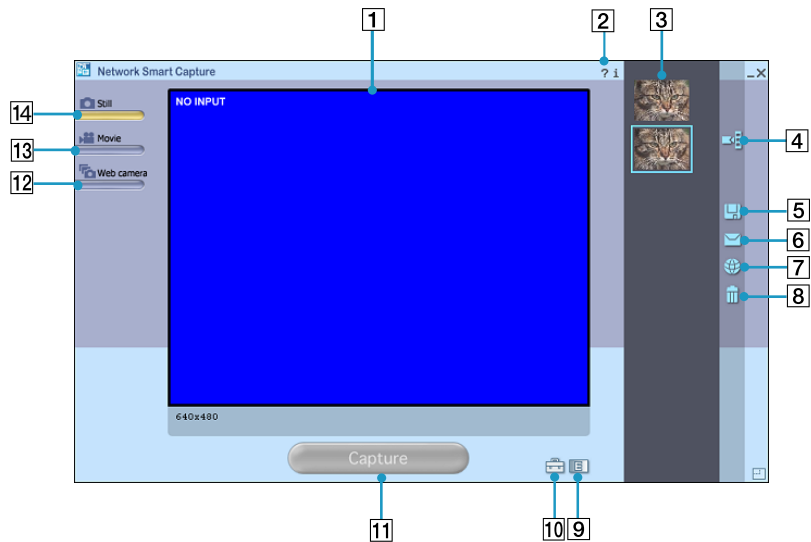 1
2
3
Network Smart Capture
? i
14
Still
NO INPUT
4
13
Movie
12
Web camera
5
6
7
8
640x480
Capture
E
11
10
9